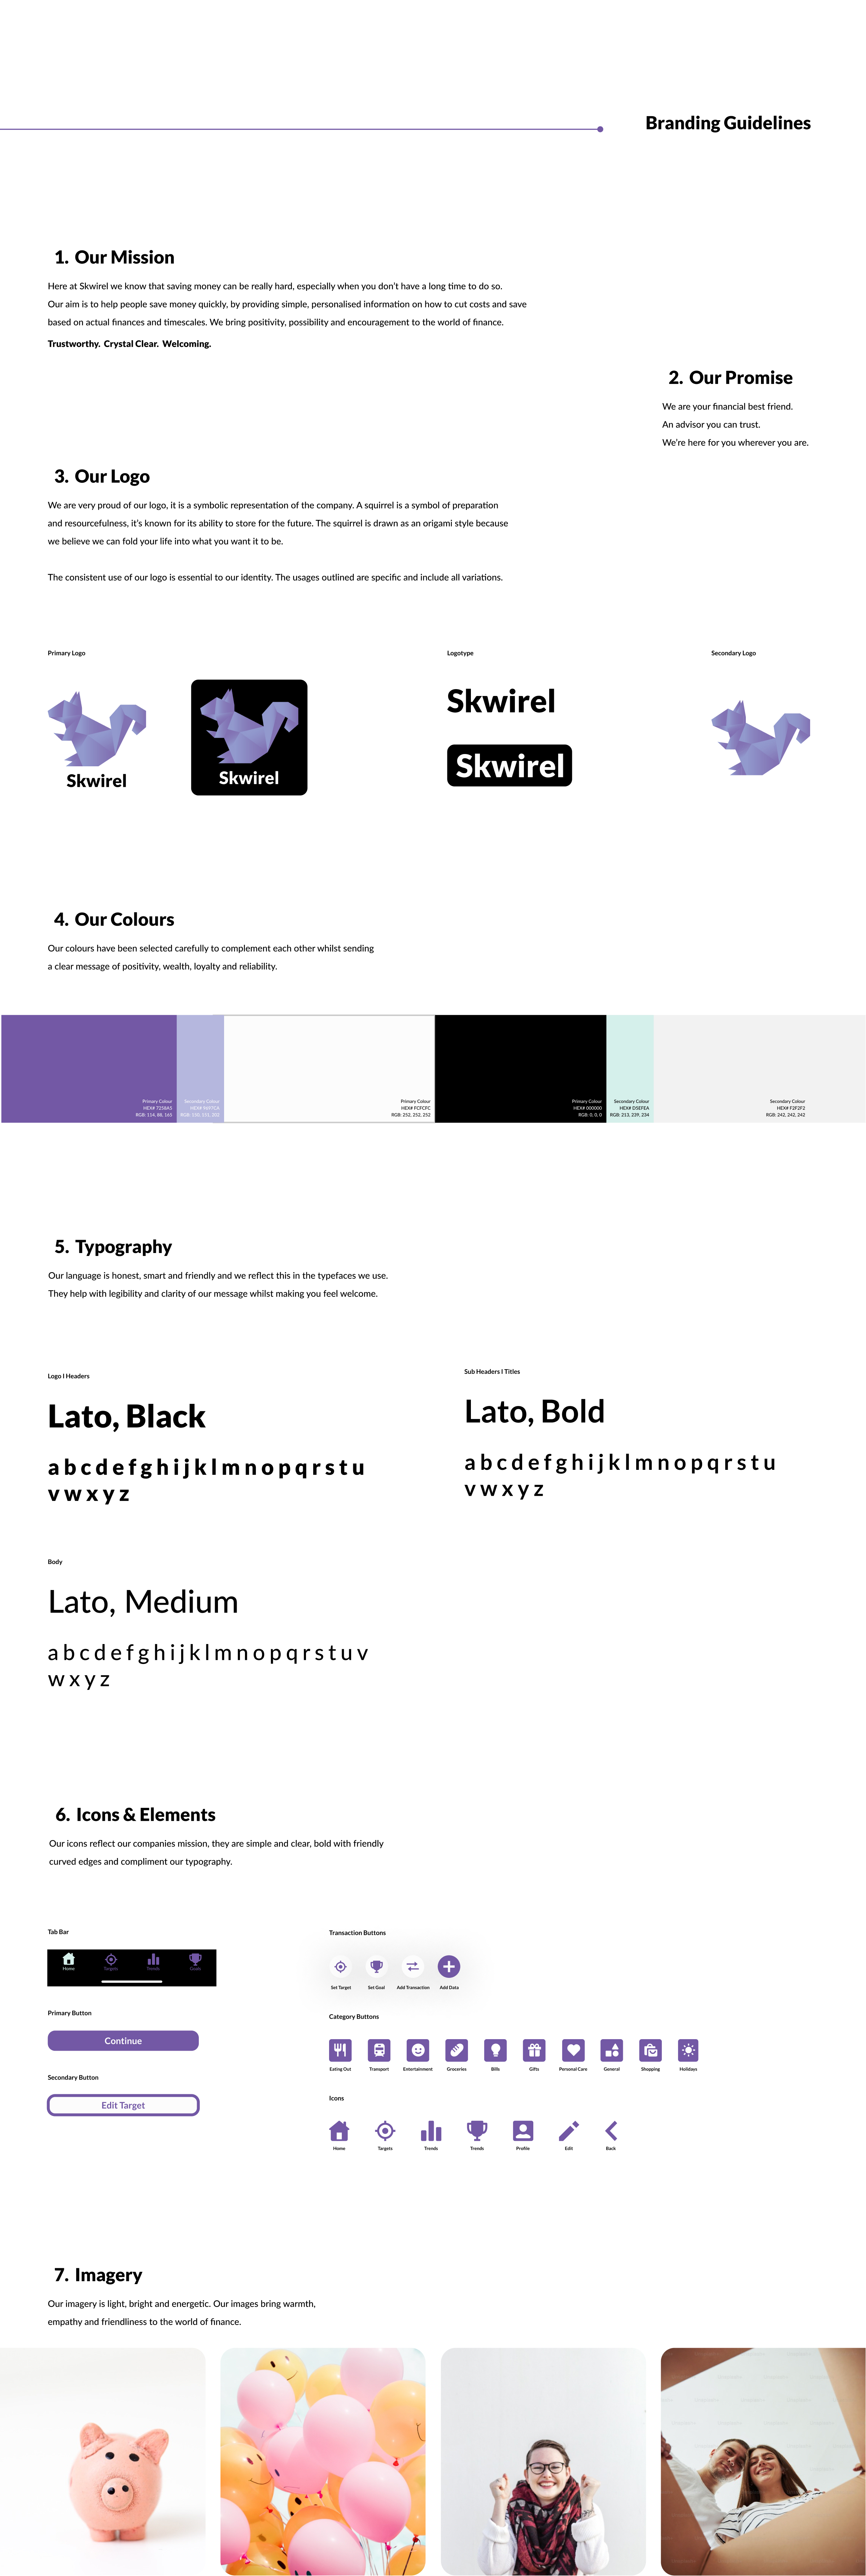 Branding Guidelines
1. Our Mission
Here at Skwirel we know that saving money can be really hard, especially when you don't have a long time to do so.
Our aim is to help people save money quickly, by providing simple, personalised information on how to cut costs and save
based on actual finances and timescales. We bring positivity, possibility and encouragement to the world of finance.
Trustworthy. Crystal Clear. Welcoming.
2. Our Promise
We are your financial best friend.
An advisor you can trust.
We're here for you wherever you are.
3. Our Logo
We are very proud of our logo, it is a symbolic representation of the company. A squirrel is a symbol of preparation
and resourcefulness, it's known for its ability to store for the future. The squirrel is drawn as an origami style because
we believe we can fold your life into what you want it to be.
The consistent use of our logo is essential to our identity. The usages outlined are specific and include all variations.
Primary Logo
Logotype
Secondary Logo
Skwirel
Skwirel
Skwirel
Skwirel
4. Our Colours
Our colours have been selected carefully to complement each other whilst sending
a clear message of positivity, wealth, loyalty and reliability.
Primary Colour
HEX# 7258A5
RGB: 114, 88, 165
Secondary Colour
Primary Colour
HEX# FCFCFC
RGB: 252, 252, 252
Primary Colour
HEX# 000000
RGB: 0, 0, 0
Secondary Colour
HEX# D5EFEA
RGB: 213, 239, 234
Secondary Colour
HEX# F2F2F2
RGB: 242, 242, 242
5. Typography
Our language is honest, smart and friendly and we reflect this in the typefaces we use.
They help with legibility and clarity of our message whilst making you feel welcome.
Logo | Headers
Lato, Black
a b c d e f g h i j k l m n o p q r s t u
v w x y z
Sub Headers | Titles
Lato, Bold
a b c d e f g h i j k l m n o p q r s t u
v w x y z
Body
Lato, Medium
a b c d e f g h i j k l m n o p q r s t u v
w x y z
6. Icons & Elements
Our icons reflect our companies mission, they are simple and clear, bold with friendly
curved edges and compliment our typography.
Tab Bar
Home
Targets
Trends
Goals
Primary Button
Continue
Secondary Button
Edit Target
Transaction Buttons
Set Target
Set Goal
Add Transaction
Add Data
Category Buttons
Eating Out
Transport
Entertainment
Groceries
Bills
Gifts
Personal Care
General
Shopping
Holidays
Icons
Home
Targets
Trends
Trends
Profile
Edit
Back
7. Imagery
Our imagery is light, bright and energetic. Our images bring warmth,
empathy and friendliness to the world of finance.